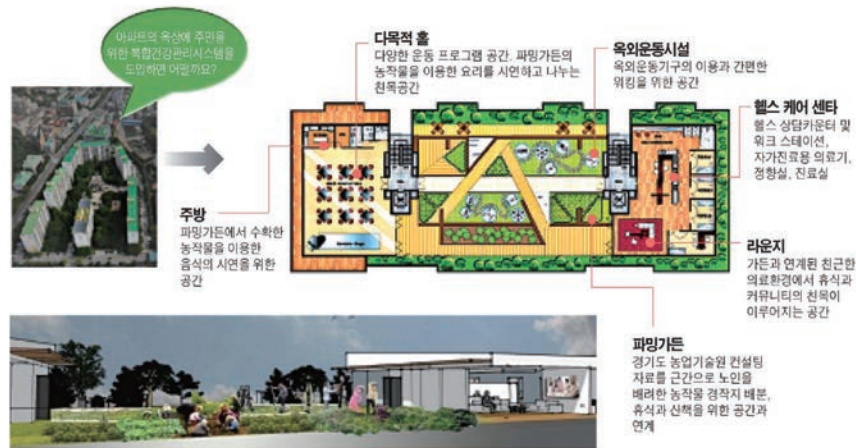 아파트의 옥상에 주민을
위한 복합건강관리시스템을
도입하면 어떨까요?
다목적 홀
다양한 운동 프로그램 공간. 파밍가든의
농작물을 이용한 요리를 시연하고 나누는
친목공간
옥외운동시설
옥외운동기구의 이용과 간편한
워킹을 위한 공간
헬스 케어 센타
헬스 상담카운터 및
워크 스테이션,
자가진료용 의료기,
정향실, 진료실
주방
파밍가든에서 수확한
농작물을 이용한
음식의 시연을 위한
공간
라운지
가든과 연계된 친근한
의료환경에서 휴식과
커뮤니티의 친목이
이루어지는 공간
파밍가든
경기도 농업기술원 컨설팅
자료를 근간으로 노인을
배려한 농작물 경작지 배분,
휴식과 산책을 위한 공간과
연계